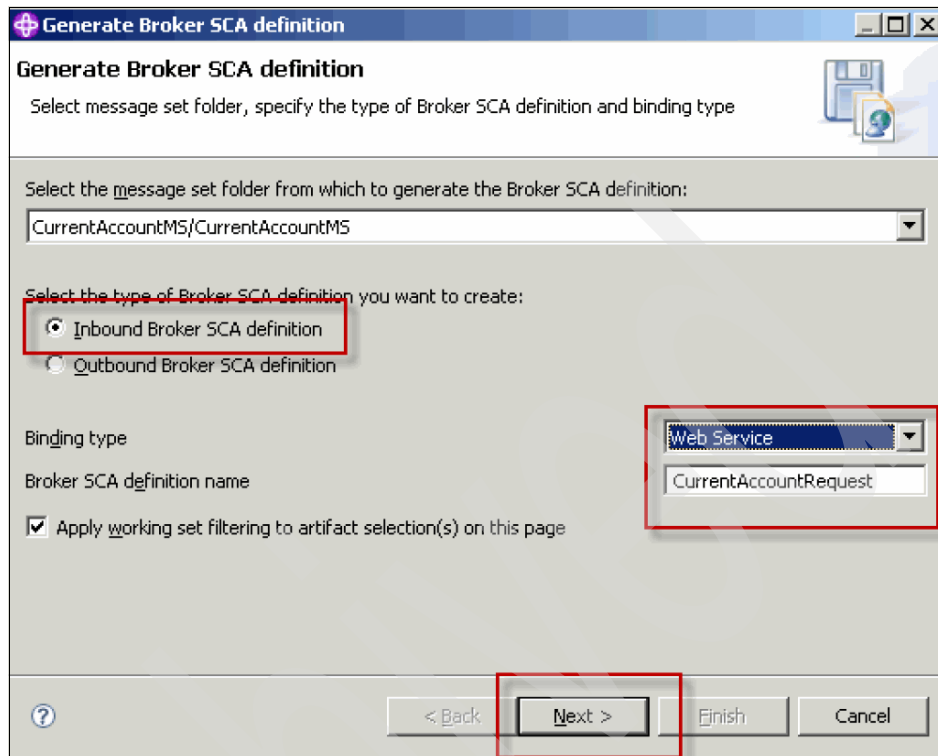 Generate Broker SCA definition
Generate Broker SCA definition
Select message set folder, specify the type of Broker SCA definition and binding type
Select the message set folder from which to generate the Broker SCA definition:
CurrentAccountMS/CurrentAccountMS
Select the type of Broker SCA definition you want to create:
Inbound Broker SCA definition
Outbound Broker SCA definition
Binding type
Web Service
Broker SCA definition name
CurrentAccountRequest
Apply working set filtering to artifact selection(s) on this page
? < Back Next > Finish Cancel